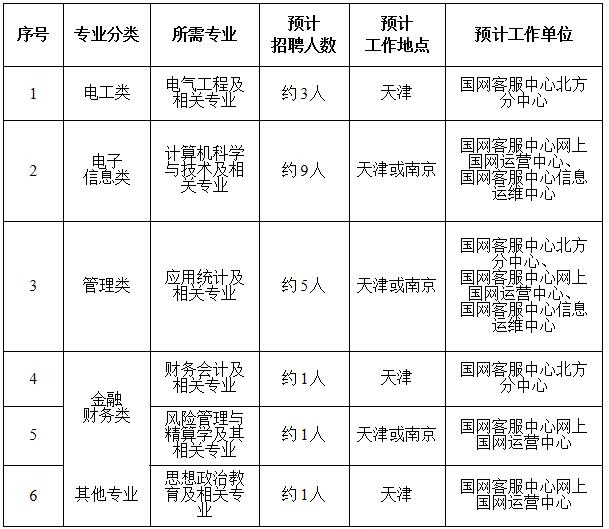 序号 专业分类 所需专业 预计招聘人数 预计工作地点 预计工作单位
1 电工类 电气工程及相关专业 约3人 天津 国网客服中心北方分中心
2 电子信息类 计算机科学与技术及相关专业 约9人 天津或南京 国网客服中心网上国网运营中心、国网客服中心信息运维中心
3 管理类 应用统计及相关专业 约5人 天津或南京 国网客服中心北方分中心、国网客服中心网上国网运营中心、国网客服中心信息运维中心
4 金融财务类 财务会计及相关专业 约1人 天津 国网客服中心北方分中心
5 风险管理与精算学及其相关专业 约1人 天津或南京 国网客服中心网上国网运营中心
6 其他专业 思想政治教育及相关专业 约1人 天津 国网客服中心网上国网运营中心